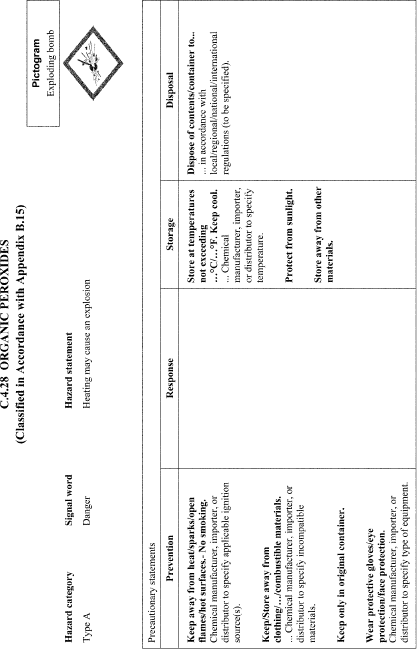 C.4.28 ORGANIC PEROXIDES
(Classified in Accordance with Appendix B.15)
Pictogram
Exploding bomb
Hazard category
Signal word
Hazard statement
Type A
Danger
Heating may cause an explosion
Precautionary statements
Prevention
Response
Storage
Disposal
Keep away from heat/sparks/open
flames/hot surfaces.- No smoking.
Chemical manufacturer, importer, or
distributor to specify applicable ignition
source(s).
Keep/Store away from
clothing/.../combustible materials.
... Chemical manufacturer, importer, or
distributor to specify incompatible
materials.
Keep only in original container.
Wear protective gloves/eye
protection/face protection.
Chemical manufacturer, importer, or
distributor to specify type of equipment.
Store at temperatures
not exceeding
...°C/...°F. Keep cool.
... Chemical
manufacturer, importer,
or distributor to specify
temperature.
Protect from sunlight.
Store away from other
materials.
Dispose of contents/container to...
... in accordance with
local/regional/national/international
regulations (to be specified).